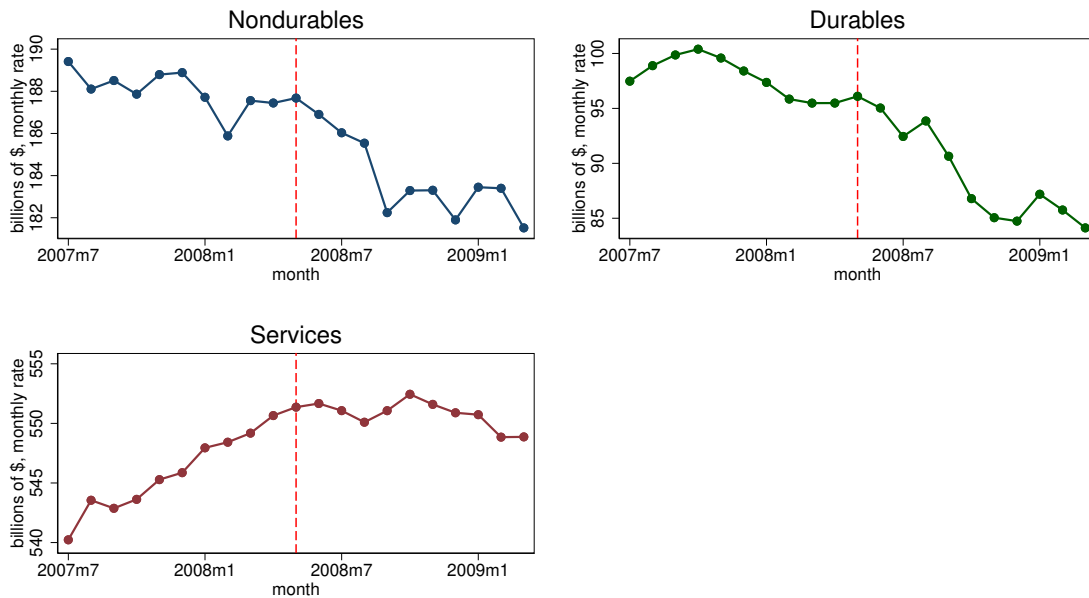 Nondurables
billions of $, monthly rate
190
188
186
184
182
2007m7 2008m1 2008m7 2009m1
month
Durables
billions of $, monthly rate
100
95
90
85
2007m7 2008m1 2008m7 2009m1
month
Services
billions of $, monthly rate
555
550
545
540
2007m7 2008m1 2008m7 2009m1
month